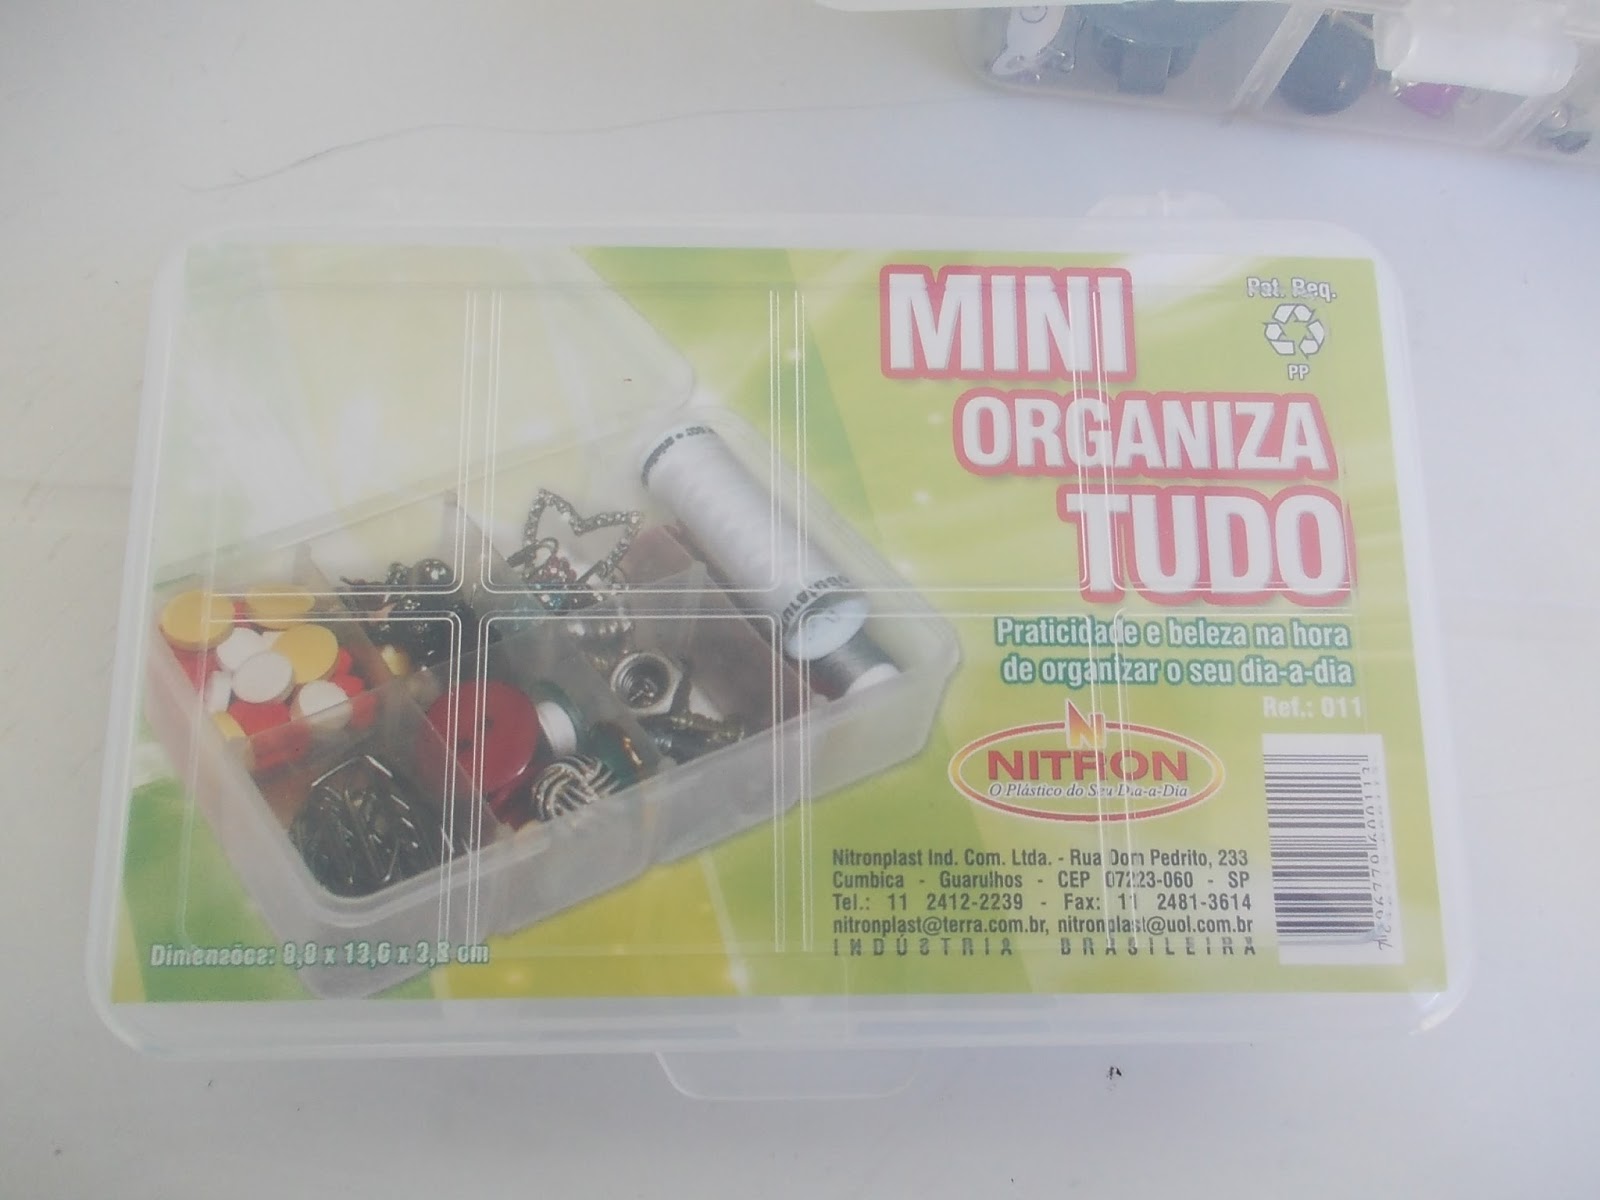 MINI
ORGANIZA
TUDO
Pat. Req.
PP
Praticidade e beleza na hora
de organizar o seu dia-a-dia
Ref.: 011
N
NITRON
O Plástico do Seu Dia-a-Dia
Nitronplast Ind. Com. Ltda. - Rua Dom Pedrito, 233
Cumbica - Guarulhos - CEP 07223-060 - SP
Tel.: 11 2412-2239 - Fax: 11 2481-3614
nitronplast@terra.com.br, nitronplast@uol.com.br
INDÚSTRIA BRASILEIRA
Dimensões: 8,8 x 13,6 x 3,2 cm